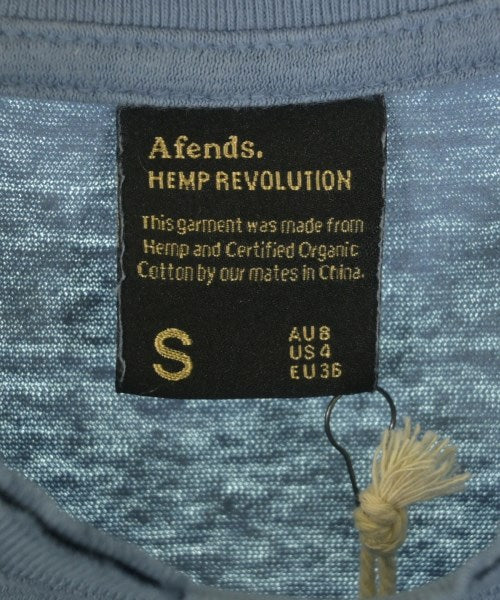 Afends.
HEMP REVOLUTION
This garment was made from
Hemp and Certified Organic
Cotton by our mates in China.
S
AU 8
US 4
EU 36